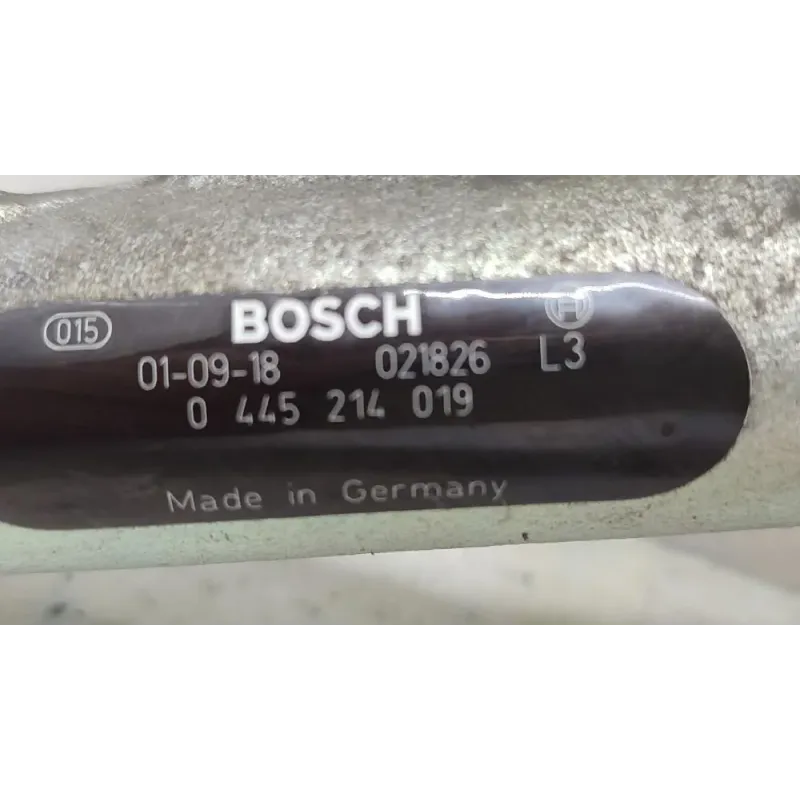 015 BOSCH
01-09-18 021826 L3
0 445 214 019
Made in Germany